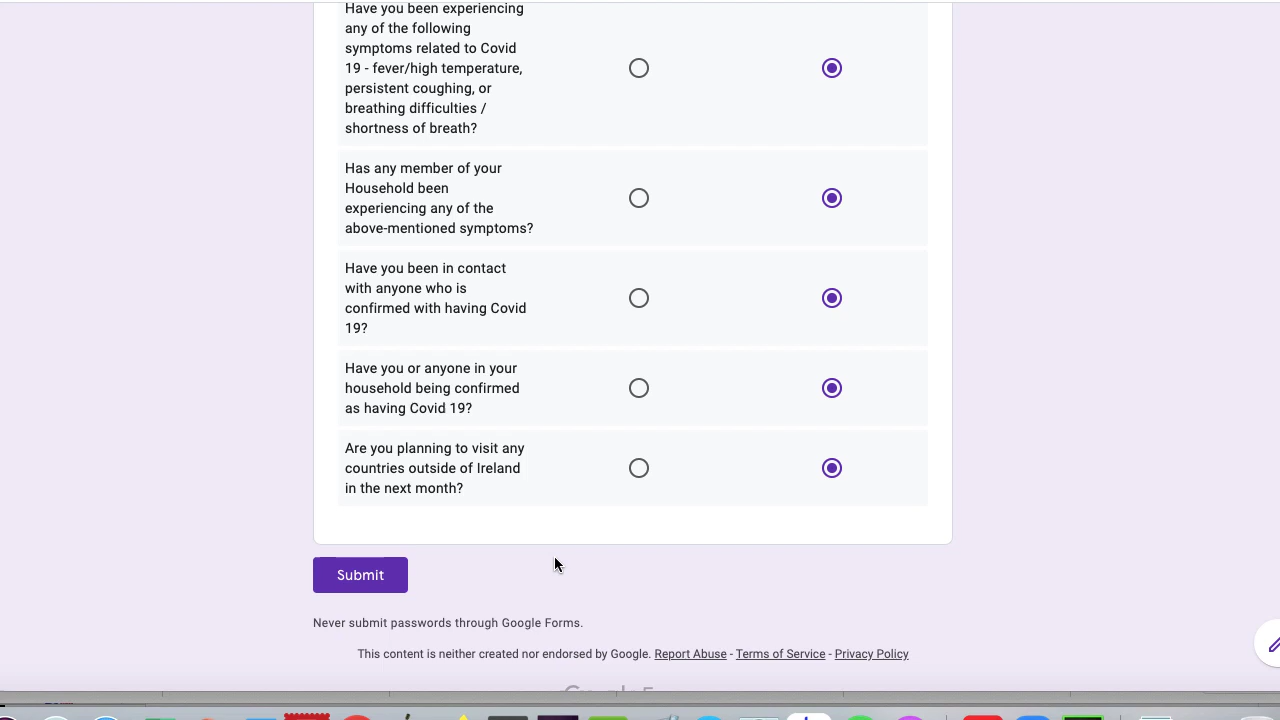 Have you been experiencing
any of the following
symptoms related to Covid
19 - fever/high temperature,
persistent coughing, or
breathing difficulties /
shortness of breath?
Has any member of your
Household been
experiencing any of the
above-mentioned symptoms?
Have you been in contact
with anyone who is
confirmed with having Covid
19?
Have you or anyone in your
household being confirmed
as having Covid 19?
Are you planning to visit any
countries outside of Ireland
in the next month?
Submit
Never submit passwords through Google Forms.
This content is neither created nor endorsed by Google. Report Abuse - Terms of Service - Privacy Policy